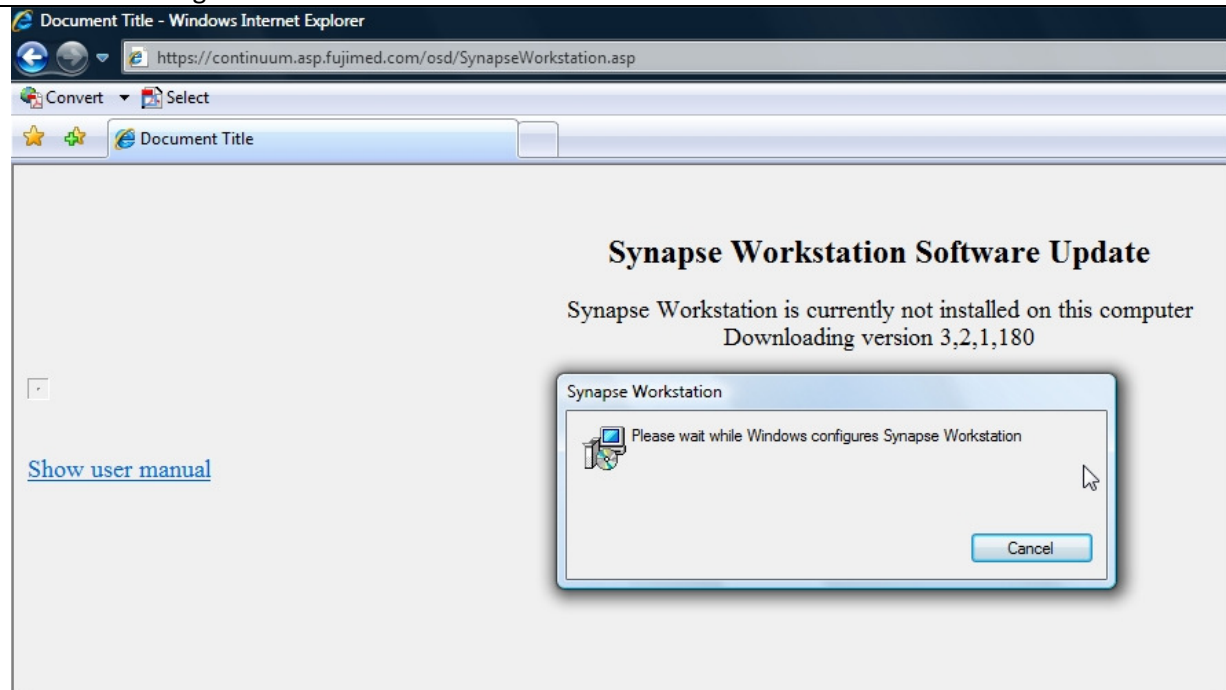 Document Title - Windows Internet Explorer
https://continuum.asp.fujimed.com/osd/SynapseWorkstation.asp
Convert Select
Document Title
Synapse Workstation Software Update
Synapse Workstation is currently not installed on this computer
Downloading version 3,2,1,180
Synapse Workstation
Please wait while Windows configures Synapse Workstation
Show user manual
Cancel